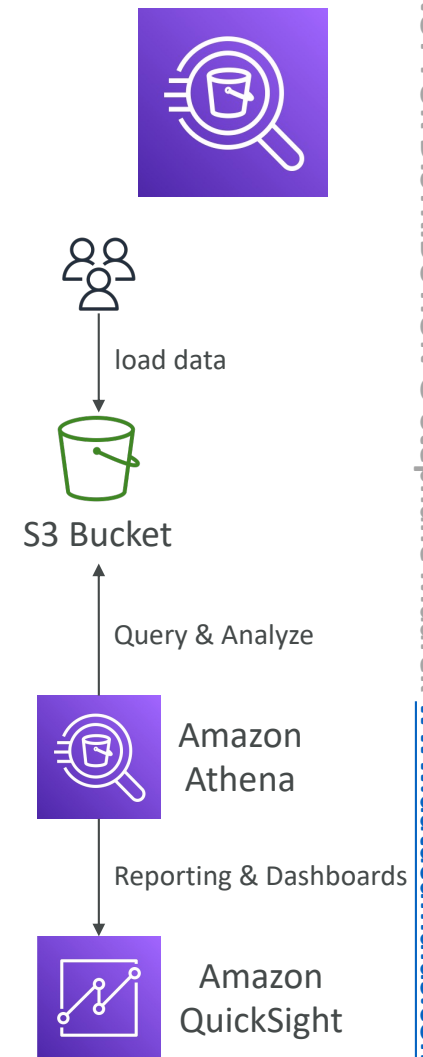 load data
S3 Bucket
Query & Analyze
Amazon
Athena
Reporting & Dashboards
Amazon
QuickSight